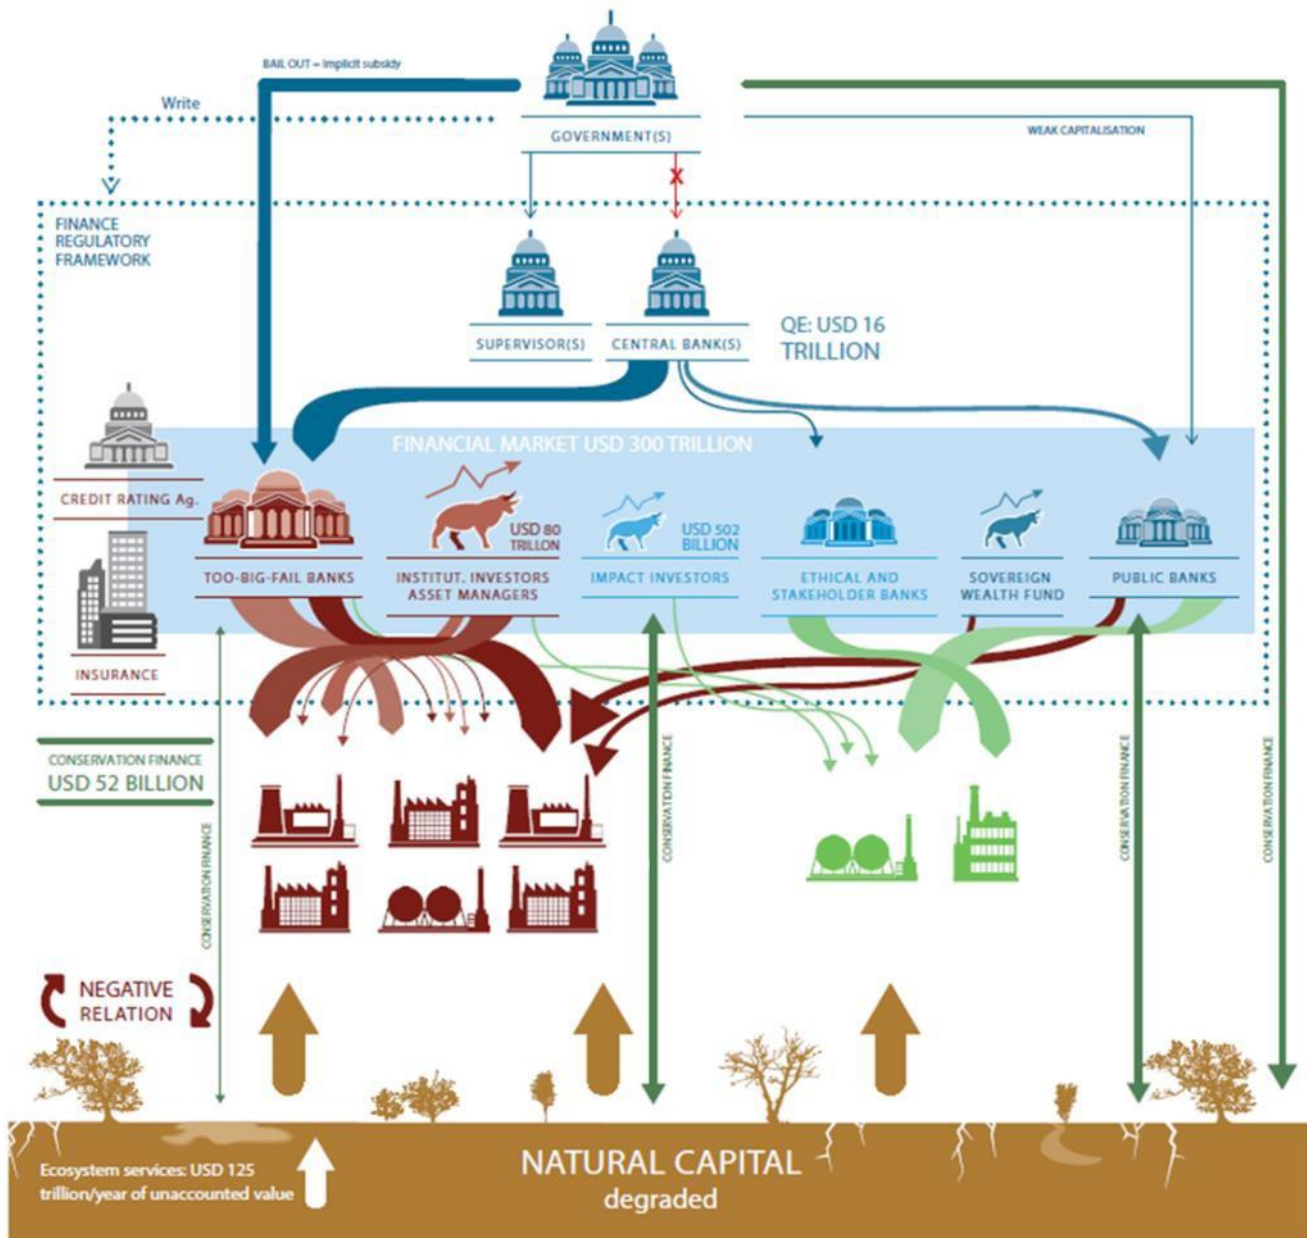 BAIL OUT = Implicit subsidy
Write
GOVERNMENT(S)
WEAK CAPITALISATION
X
FINANCE
REGULATORY
FRAMEWORK
SUPERVISOR(S)
CENTRAL BANK(S)
QE: USD 16
TRILLION
FINANCIAL MARKET USD 300 TRILLION
CREDIT RATING Ag.
USD 80
TRILLON
USD 502
BILLION
TOO-BIG-FAIL BANKS
INSTITUT. INVESTORS
ASSET MANAGERS
IMPACT INVESTORS
ETHICAL AND
STAKEHOLDER BANKS
SOVEREIGN
WEALTH FUND
PUBLIC BANKS
INSURANCE
CONSERVATION FINANCE
USD 52 BILLION
CONSERVATION FINANCE
CONSERVATION FINANCE
CONSERVATION FINANCE
CONSERVATION FINANCE
NEGATIVE
RELATION
Ecosystem services: USD 125
trillion/year of unaccounted value
NATURAL CAPITAL
degraded